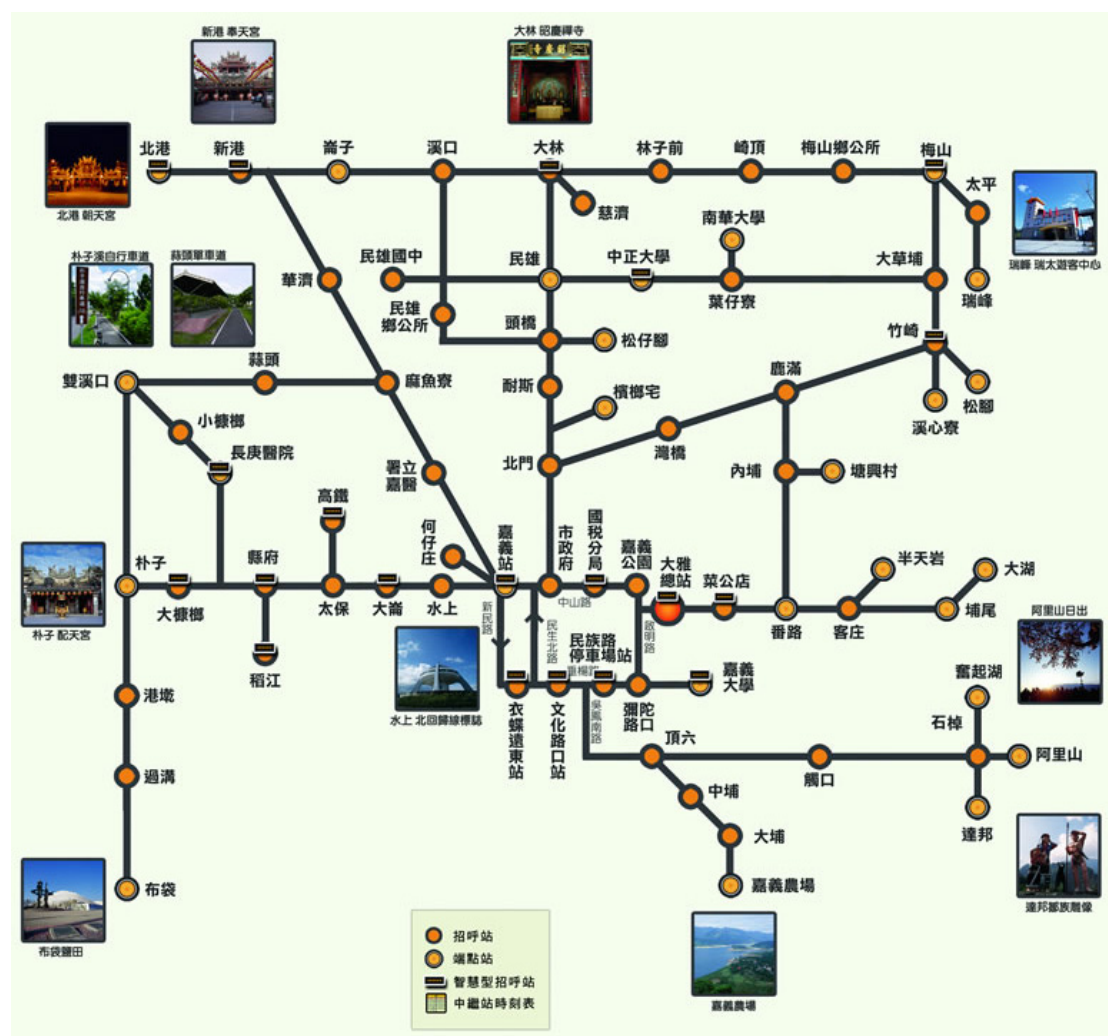 新港 奉天宮
大林 昭慶禪寺
北港
新港
崙子
溪口
大林
林子前
崎頂
梅山鄉公所
梅山
太平
慈濟
南華大學
北港 朝天宮
瑞峰 瑞太遊客中心
朴子溪自行車道
蒜頭單車道
華濟
民雄國中
民雄
中正大學
葉仔寮
大草埔
瑞峰
民雄
鄉公所
頭橋
松仔腳
竹崎
雙溪口
蒜頭
麻魚寮
耐斯
檳榔宅
鹿滿
松腳
溪心寮
小槺榔
長庚醫院
北門
灣橋
署立
嘉醫
內埔
塘興村
高鐵
何仔庄
嘉義站
市政府
國稅分局
嘉義
公園
大雅
總站
菜公店
半天岩
大湖
朴子
大槺榔
縣府
太保
大崙
水上
中山路
番路
客庄
埔尾
朴子 配天宮
稻江
新民路
民生北路
民族路
停車場站
垂楊路
啟明路
嘉義
大學
阿里山日出
水上 北回歸線標誌
衣蝶遠東站
文化路口站
吳鳳南路
彌陀
路口
奮起湖
石棹
港墘
頂六
觸口
阿里山
過溝
中埔
大埔
達邦
布袋
嘉義農場
達邦鄒族雕像
布袋鹽田
招呼站
端點站
智慧型招呼站
中繼站時刻表
嘉義農場